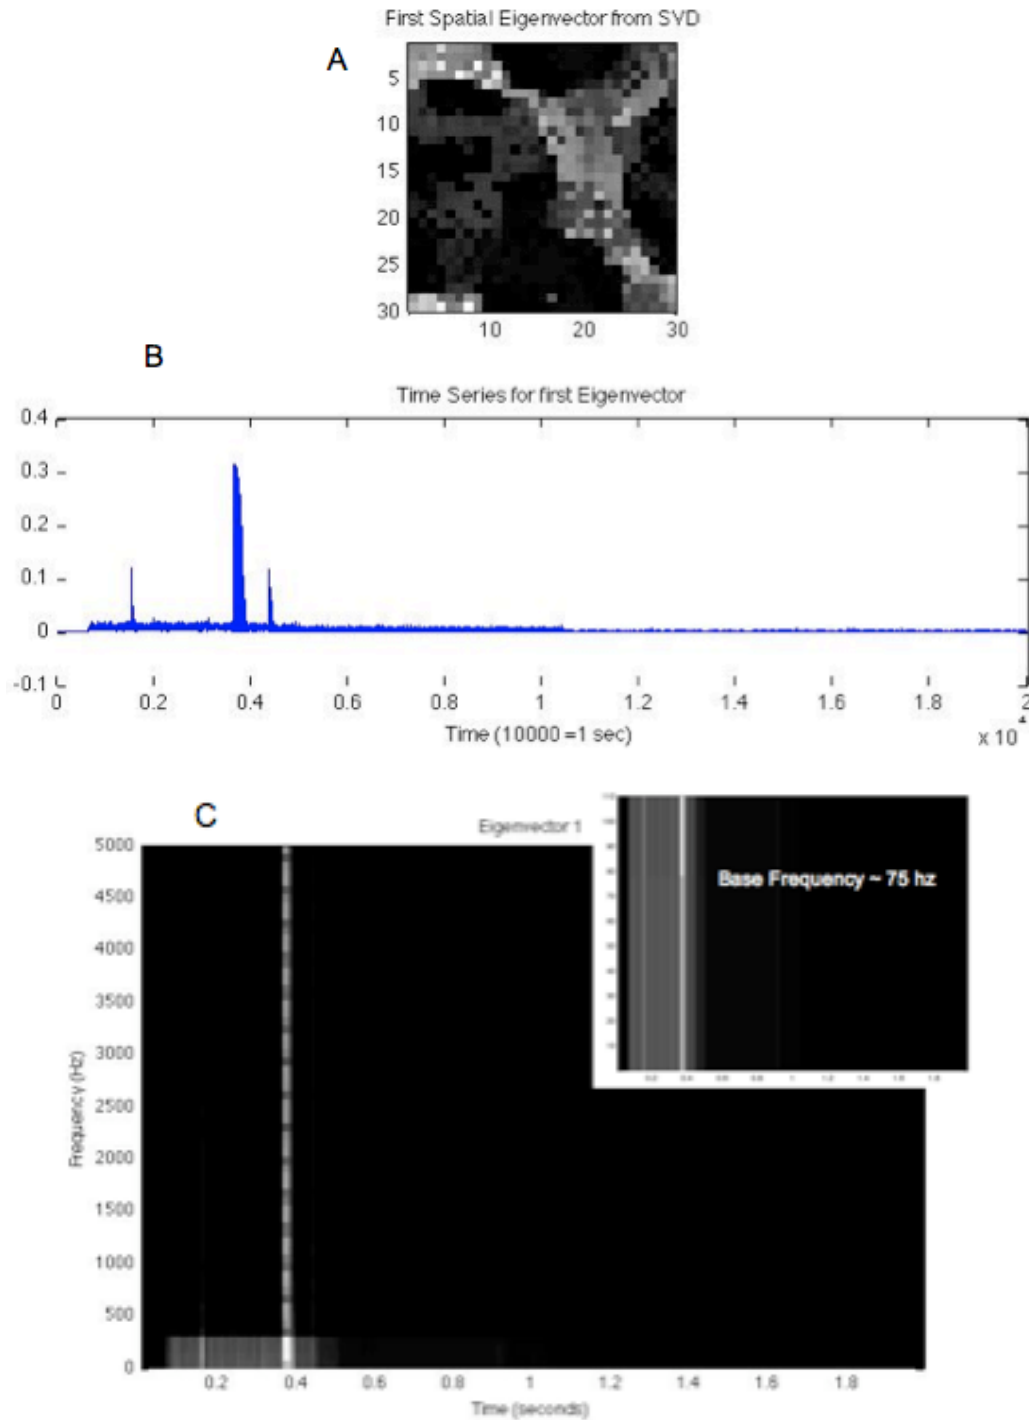 First Spatial Eigenvector from SVD
A
5
10
15
20
25
30
10 20 30
B
Time Series for first Eigenvector
0.4
0.3
0.2
0.1
0
-0.1
0 0.2 0.4 0.6 0.8 1 1.2 1.4 1.6 1.8 2
Time (10000 =1 sec)
x 10⁴
C
Eigenvector 1
Base Frequency ~ 75 hz
5000
4500
4000
3500
3000
2500
2000
1500
1000
500
0
Frequency (Hz)
0.2 0.4 0.6 0.8 1 1.2 1.4 1.6 1.8
Time (seconds)